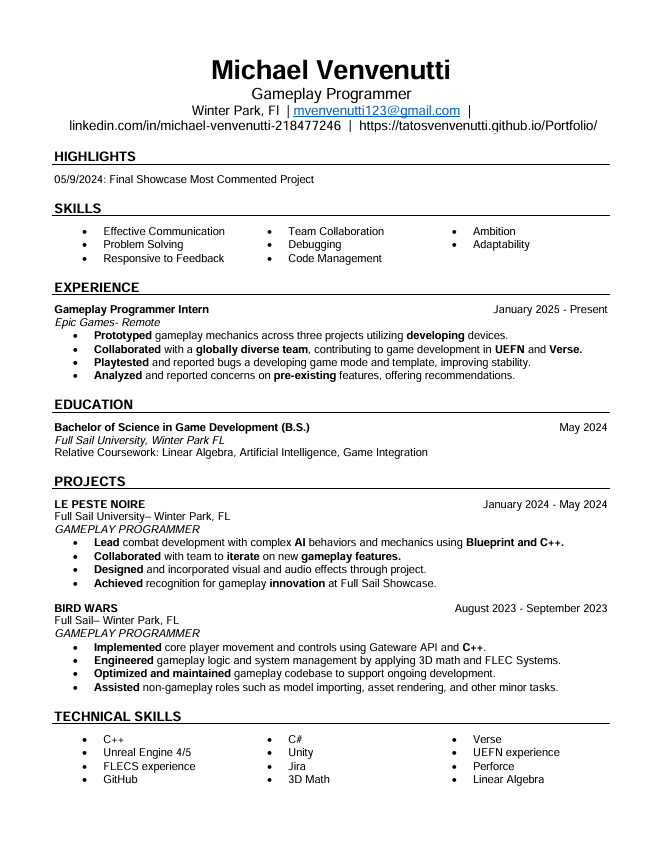 Michael Venvenutti
Gameplay Programmer
Winter Park, Fl | mvenvenutti123@gmail.com |
linkedin.com/in/michael-venvenutti-218477246 | https://tatosvenvenutti.github.io/Portfolio/
HIGHLIGHTS
05/9/2024: Final Showcase Most Commented Project
SKILLS
• Effective Communication • Team Collaboration • Ambition
• Problem Solving • Debugging • Adaptability
• Responsive to Feedback • Code Management
EXPERIENCE
Gameplay Programmer Intern January 2025 - Present
Epic Games- Remote
• Prototyped gameplay mechanics across three projects utilizing developing devices.
• Collaborated with a globally diverse team, contributing to game development in UEFN and Verse.
• Playtested and reported bugs a developing game mode and template, improving stability.
• Analyzed and reported concerns on pre-existing features, offering recommendations.
EDUCATION
Bachelor of Science in Game Development (B.S.) May 2024
Full Sail University, Winter Park FL
Relative Coursework: Linear Algebra, Artificial Intelligence, Game Integration
PROJECTS
LE PESTE NOIRE January 2024 - May 2024
Full Sail University– Winter Park, FL
GAMEPLAY PROGRAMMER
• Lead combat development with complex AI behaviors and mechanics using Blueprint and C++.
• Collaborated with team to iterate on new gameplay features.
• Designed and incorporated visual and audio effects through project.
• Achieved recognition for gameplay innovation at Full Sail Showcase.
BIRD WARS August 2023 - September 2023
Full Sail– Winter Park, FL
GAMEPLAY PROGRAMMER
• Implemented core player movement and controls using Gateware API and C++.
• Engineered gameplay logic and system management by applying 3D math and FLEC Systems.
• Optimized and maintained gameplay codebase to support ongoing development.
• Assisted non-gameplay roles such as model importing, asset rendering, and other minor tasks.
TECHNICAL SKILLS
• C++ • C# • Verse
• Unreal Engine 4/5 • Unity • UEFN experience
• FLECS experience • Jira • Perforce
• GitHub • 3D Math • Linear Algebra